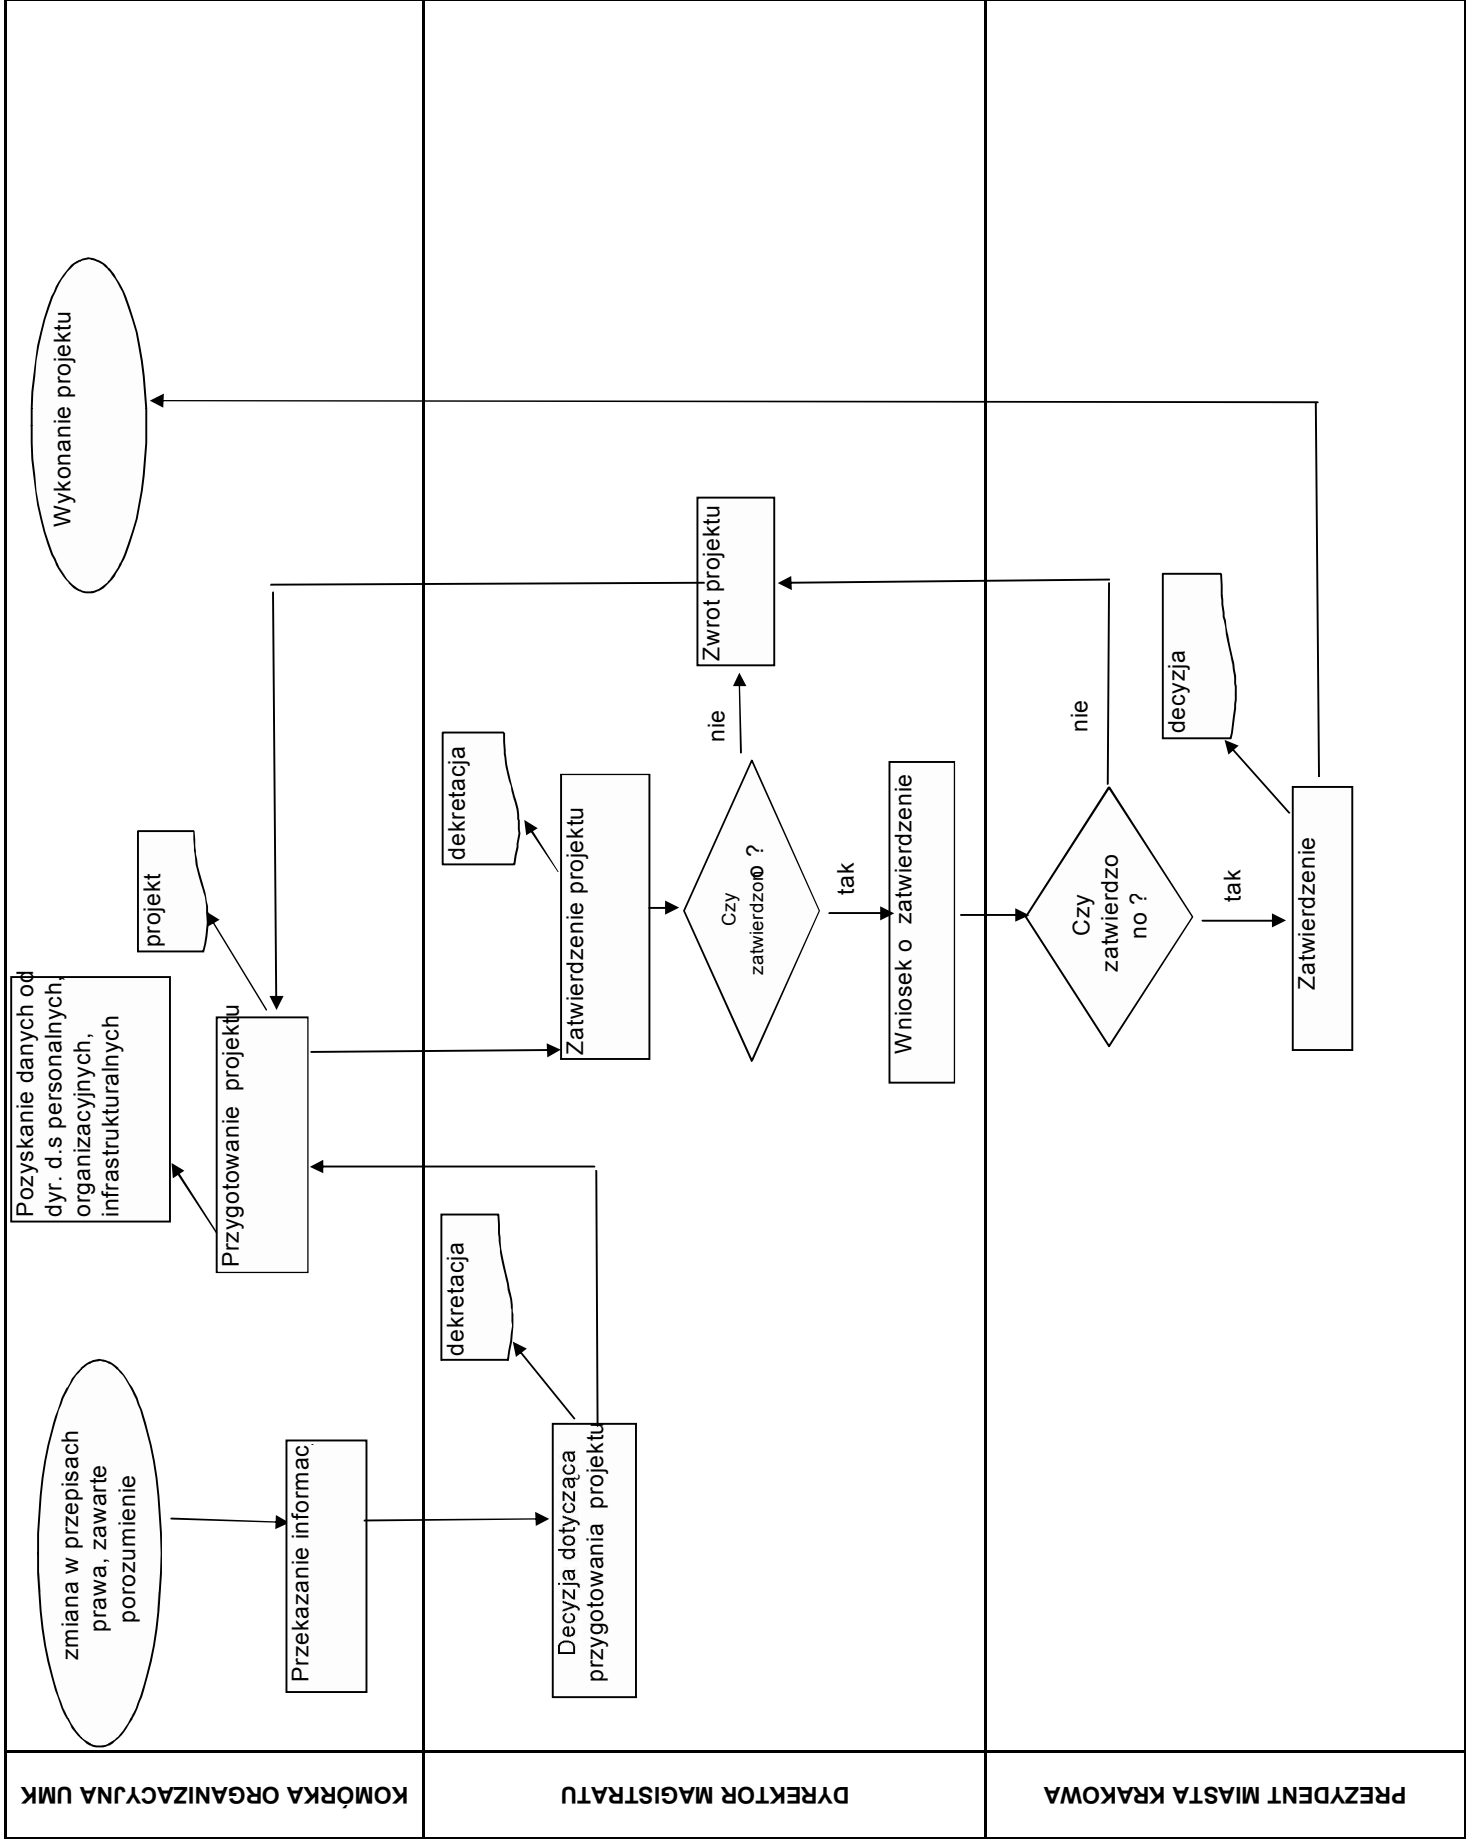 KOMÓRKA ORGANIZACYJNA UMK
zmiana w przepisach
prawa, zawarte
porozumienie
Przekazanie informac
Pozyskanie danych od
dyr. d.s personalnych,
organizacyjnych,
infrastrukturalnych
Przygotowanie projektu
projekt
Wykonanie projektu
DYREKTOR MAGISTRATU
Decyzja dotycząca
przygotowania projektu
dekretacja
Zatwierdzenie projektu
dekretacja
Czy
zatwierdzono ?
nie
Zwrot projektu
tak
Wniosek o zatwierdzenie
PREZYDENT MIASTA KRAKOWA
Czy
zatwierdzo
no ?
nie
tak
Zatwierdzenie
decyzja